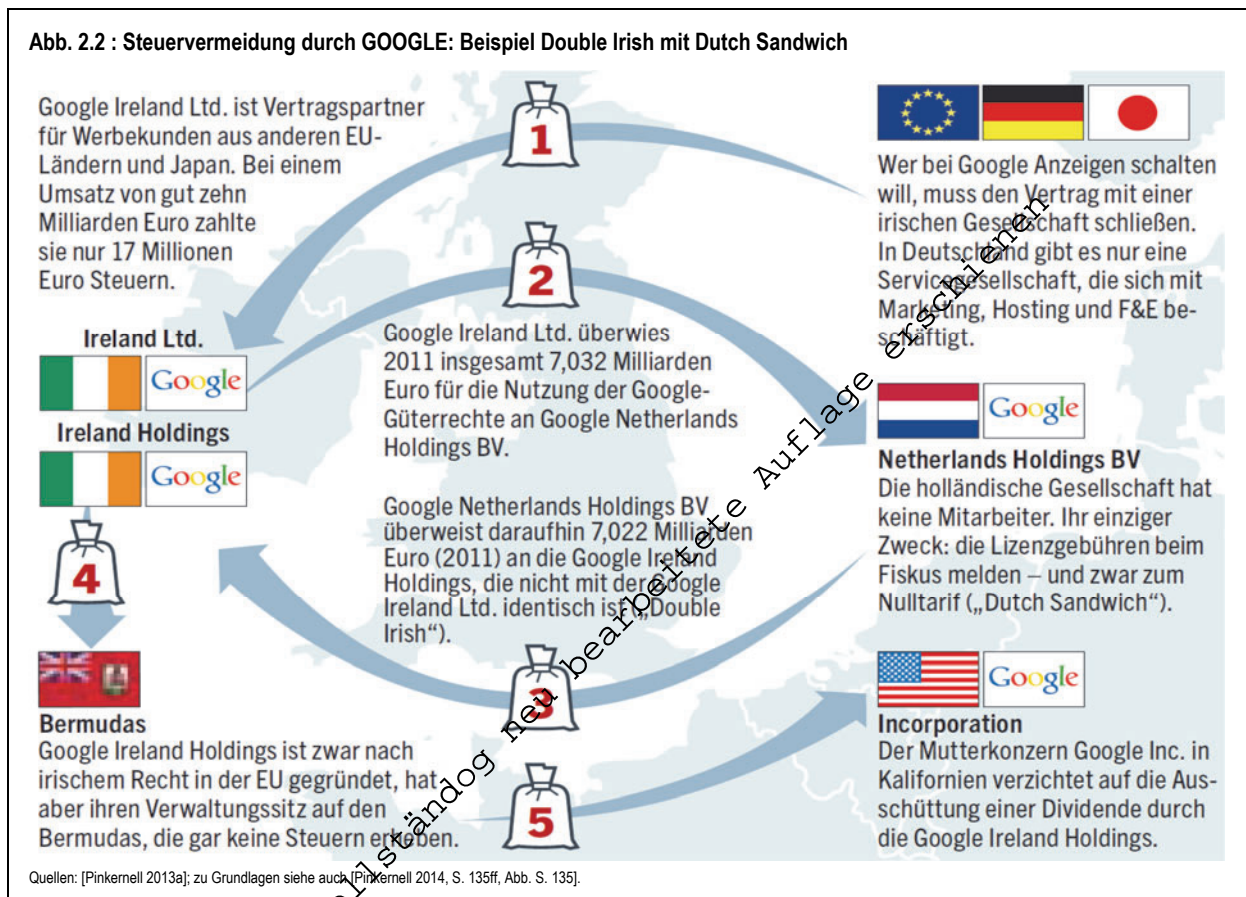 Abb. 2.2 : Steuervermeidung durch GOOGLE: Beispiel Double Irish mit Dutch Sandwich
Google Ireland Ltd. ist Vertragspartner
für Werbekunden aus anderen EU-
Ländern und Japan. Bei einem
Umsatz von gut zehn
Milliarden Euro zahlte
sie nur 17 Millionen
Euro Steuern.
1
Wer bei Google Anzeigen schalten
will, muss den Vertrag mit einer
irischen Gesellschaft schließen.
In Deutschland gibt es nur eine
Servicegesellschaft, die sich mit
Marketing, Hosting und F&E be-
schäftigt.
2
Ireland Ltd.
Google
Ireland Holdings
Google
Google Ireland Ltd. überwies
2011 insgesamt 7,032 Milliarden
Euro für die Nutzung der Google-
Güterrechte an Google Netherlands
Holdings BV.
Google
Netherlands Holdings BV
Die holländische Gesellschaft hat
keine Mitarbeiter. Ihr einziger
Zweck: die Lizenzgebühren beim
Fiskus melden – und zwar zum
Nulltarif („Dutch Sandwich“).
Google Netherlands Holdings BV
überweist daraufhin 7,022 Milliarden
Euro (2011) an die Google Ireland
Holdings, die nicht mit der Google
Ireland Ltd. identisch ist („Double
Irish“).
3
4
Bermudas
Google Ireland Holdings ist zwar nach
irischem Recht in der EU gegründet, hat
aber ihren Verwaltungssitz auf den
Bermudas, die gar keine Steuern erheben.
5
Google
Incorporation
Der Mutterkonzern Google Inc. in
Kalifornien verzichtet auf die Aus-
schüttung einer Dividende durch
die Google Ireland Holdings.
Quellen: [Pinkernell 2013a]; zu Grundlagen siehe auch [Pinkernell 2014, S. 135ff, Abb. S. 135].
ellständog neu bearbeitete Auflage erschienen